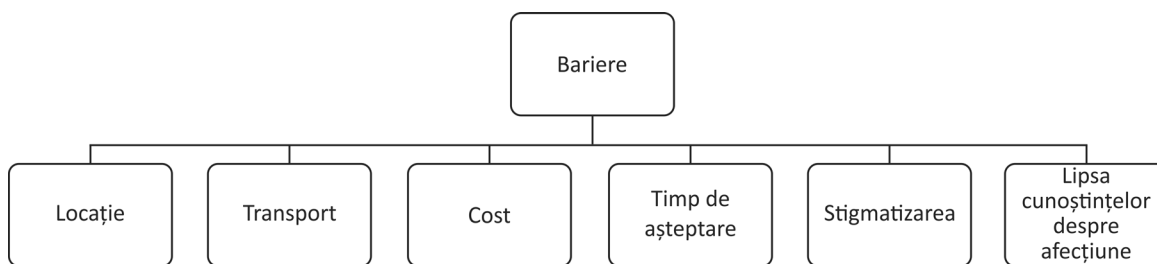 Bariere
Locație
Transport
Cost
Timp de
așteptare
Stigmatizarea
Lipsa
cunoștințelor
despre
afecțiune